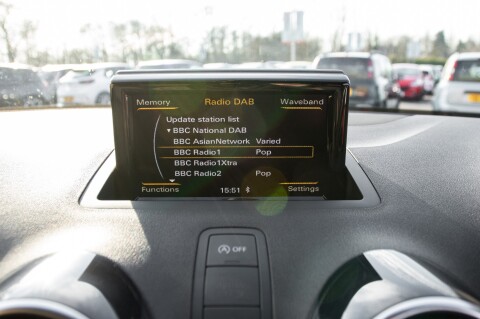 Memory Radio DAB Waveband
Update station list
BBC National DAB
BBC AsianNetwork Varied
BBC Radio1 Pop
BBC Radio1Xtra
BBC Radio2 Pop
Functions 15:51 Settings
A OFF